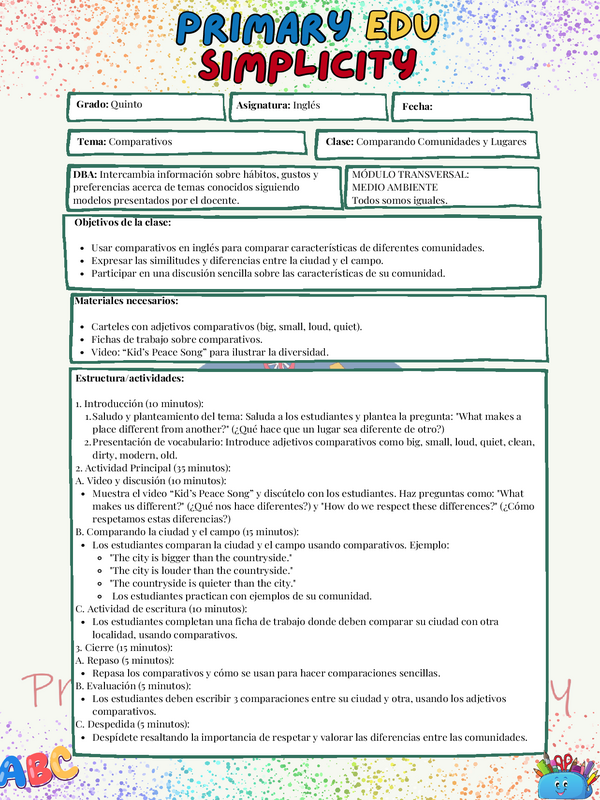 PRIMARY EDU
SIMPLICITY
Grado: Quinto
Asignatura: Inglés
Fecha:
Tema: Comparativos
Clase: Comparando Comunidades y Lugares
DBA: Intercambia información sobre hábitos, gustos y
preferencias acerca de temas conocidos siguiendo
modelos presentados por el docente.
MÓDULO TRANSVERSAL:
MEDIO AMBIENTE
Todos somos iguales.
Objetivos de la clase:
• Usar comparativos en inglés para comparar características de diferentes comunidades.
• Expresar las similitudes y diferencias entre la ciudad y el campo.
• Participar en una discusión sencilla sobre las características de su comunidad.
Materiales necesarios:
• Carteles con adjetivos comparativos (big, small, loud, quiet).
• Fichas de trabajo sobre comparativos.
• Video: “Kid’s Peace Song” para ilustrar la diversidad.
Estructura/actividades:
1. Introducción (10 minutos):
1. Saludo y planteamiento del tema: Saluda a los estudiantes y plantea la pregunta: "What makes a
place different from another?" (¿Qué hace que un lugar sea diferente de otro?)
2. Presentación de vocabulario: Introduce adjetivos comparativos como big, small, loud, quiet, clean,
dirty, modern, old.
2. Actividad Principal (35 minutos):
A. Video y discusión (10 minutos):
• Muestra el video “Kid’s Peace Song” y discútelo con los estudiantes. Haz preguntas como: "What
makes us different?" (¿Qué nos hace diferentes?) y "How do we respect these differences?" (¿Cómo
respetamos estas diferencias?)
B. Comparando la ciudad y el campo (15 minutos):
• Los estudiantes comparan la ciudad y el campo usando comparativos. Ejemplo:
○ "The city is bigger than the countryside."
○ "The city is louder than the countryside."
○ "The countryside is quieter than the city."
○ Los estudiantes practican con ejemplos de su comunidad.
C. Actividad de escritura (10 minutos):
• Los estudiantes completan una ficha de trabajo donde deben comparar su ciudad con otra
localidad, usando comparativos.
3. Cierre (15 minutos):
A. Repaso (5 minutos):
• Repasa los comparativos y cómo se usan para hacer comparaciones sencillas.
B. Evaluación (5 minutos):
• Los estudiantes deben escribir 3 comparaciones entre su ciudad y otra, usando los adjetivos
comparativos.
C. Despedida (5 minutos):
• Despídete resaltando la importancia de respetar y valorar las diferencias entre las comunidades.
ABC